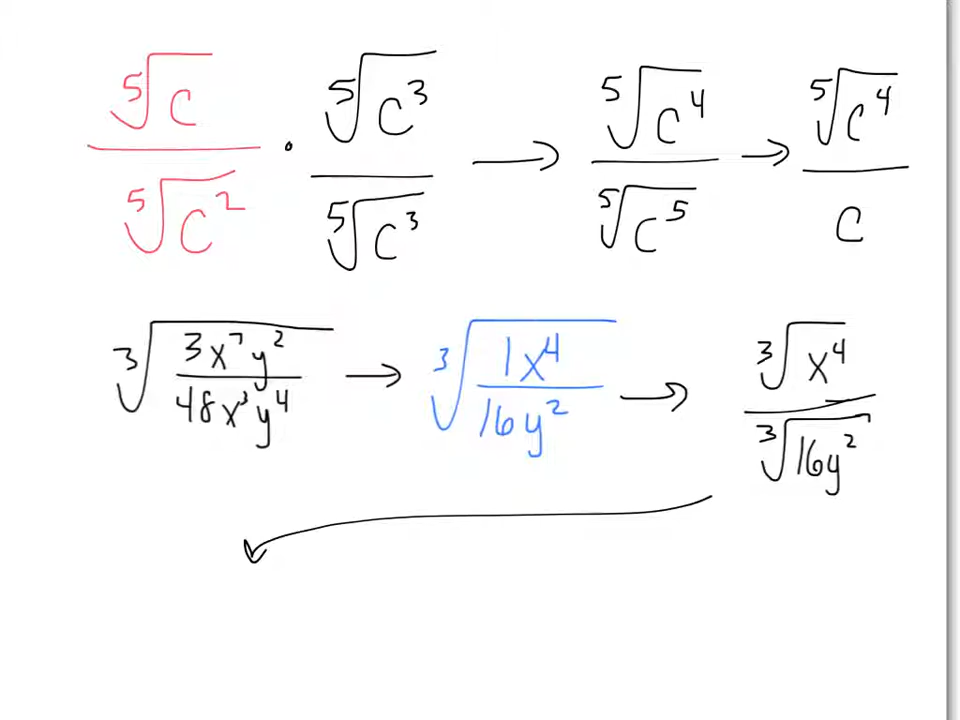 ⁵√c / ⁵√c² · ⁵√c³ / ⁵√c³ → ⁵√c⁴ / ⁵√c⁵ → ⁵√c⁴ / c
³√(3x⁷y² / 48x³y⁴) → ³√(1x⁴ / 16y²) → ³√x⁴ / ³√16y²